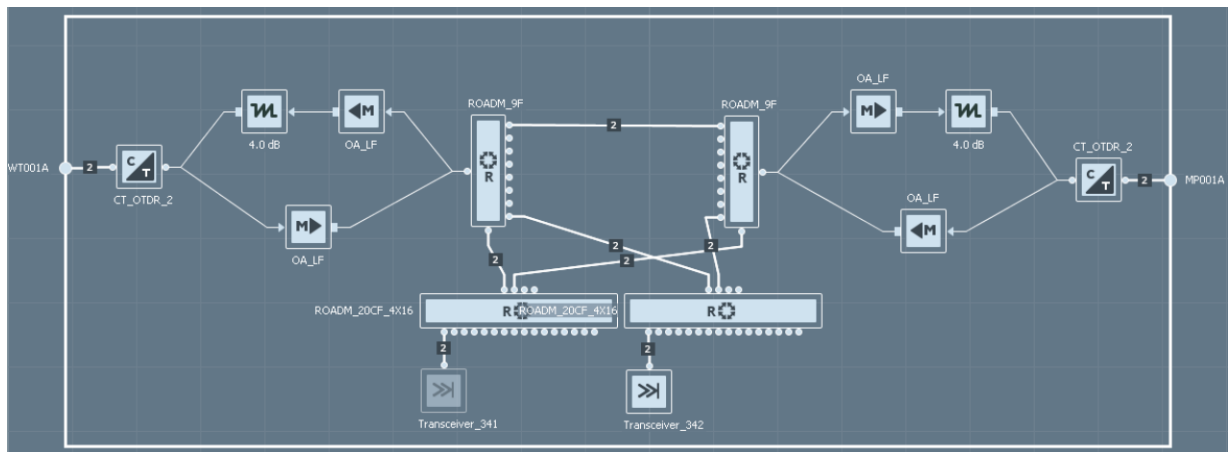 OA_LF
ROADM_9F
ROADM_9F
2
4.0 dB
OA_LF
4.0 dB
CT_OTDR_2
WT001A
2
C
T
CT_OTDR_2
M
M
R
R
M
M
C
T
2
MP001A
OA_LF
OA_LF
2
2
2
2
ROADM_20CF_4X16
R
ROADM_20CF_4X16
R
2
2
Transceiver_341
Transceiver_342